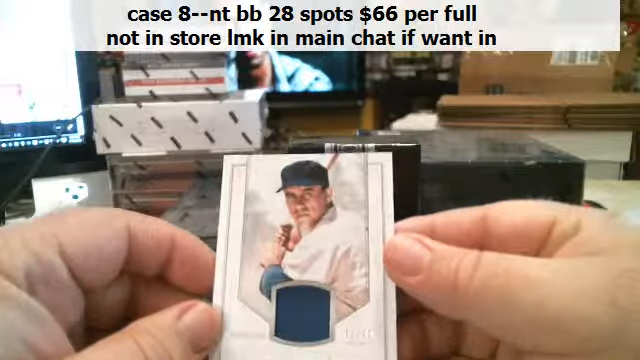 case 8--nt bb 28 spots $66 per full
not in store lmk in main chat if want in